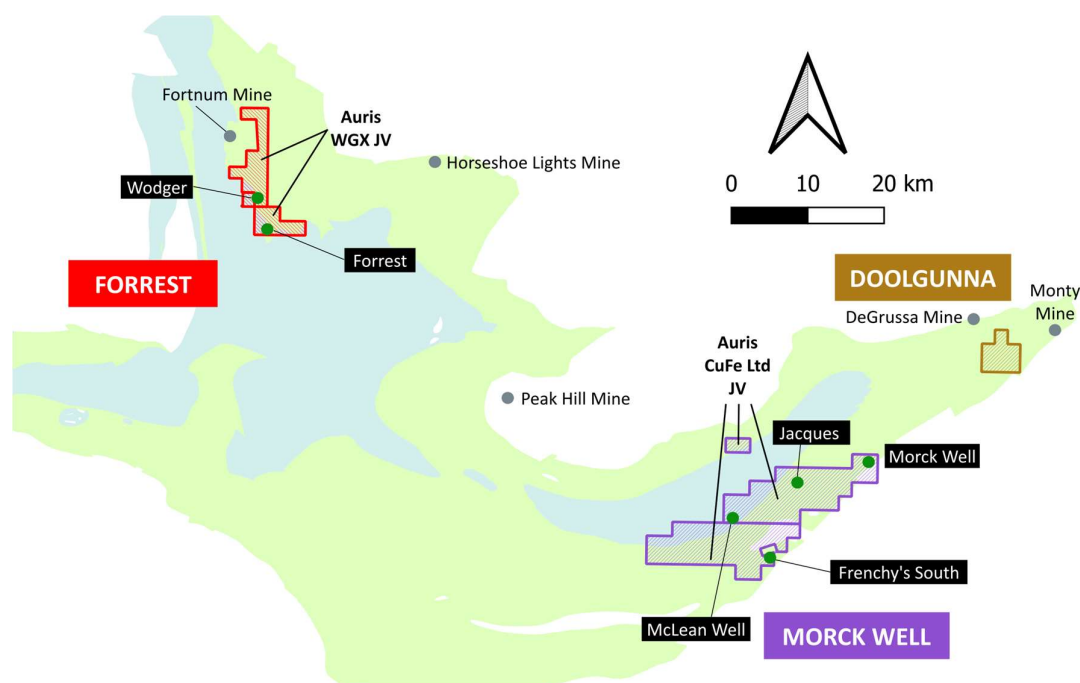 Fortnum Mine
Auris
WGX JV
Horseshoe Lights Mine
Wodger
Forrest
FORREST
0
10
20 km
DOOLGUNNA
Monty
Mine
DeGrussa Mine
Auris
CuFe Ltd
JV
Peak Hill Mine
Jacques
Morck Well
Frenchy's South
McLean Well
MORCK WELL